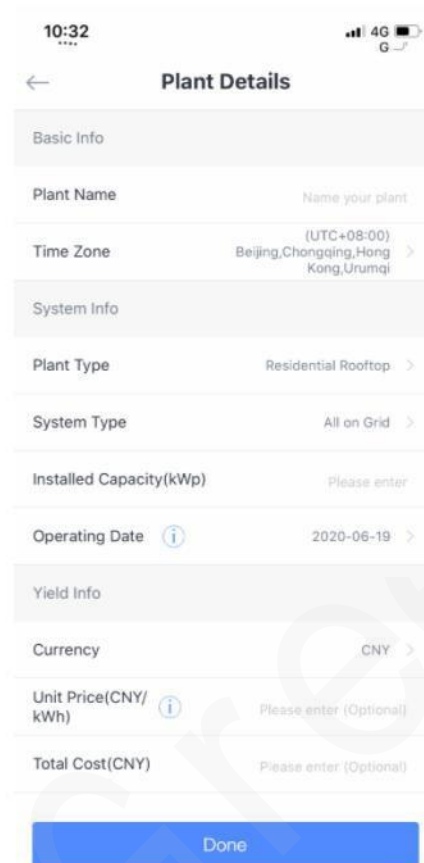 10:32
4G
G
Plant Details
Basic Info
Plant Name
Name your plant
Time Zone
(UTC+08:00)
Beijing,Chongqing,Hong
Kong,Urumqi
System Info
Plant Type
Residential Rooftop
System Type
All on Grid
Installed Capacity(kWp)
Please enter
Operating Date
2020-06-19
Yield Info
Currency
CNY
Unit Price(CNY/
kWh)
Please enter (Optional)
Total Cost(CNY)
Please enter (Optional)
Done